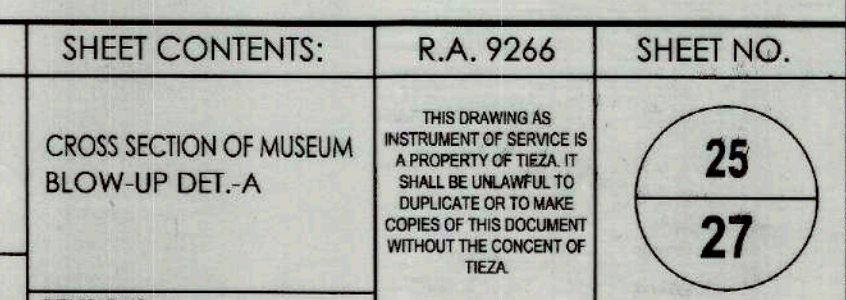 SHEET CONTENTS:
R.A. 9266
SHEET NO.
CROSS SECTION OF MUSEUM
BLOW-UP DET.-A
THIS DRAWING AS
INSTRUMENT OF SERVICE IS
A PROPERTY OF TIEZA. IT
SHALL BE UNLAWFUL TO
DUPLICATE OR TO MAKE
COPIES OF THIS DOCUMENT
WITHOUT THE CONCENT OF
TIEZA.
25
27